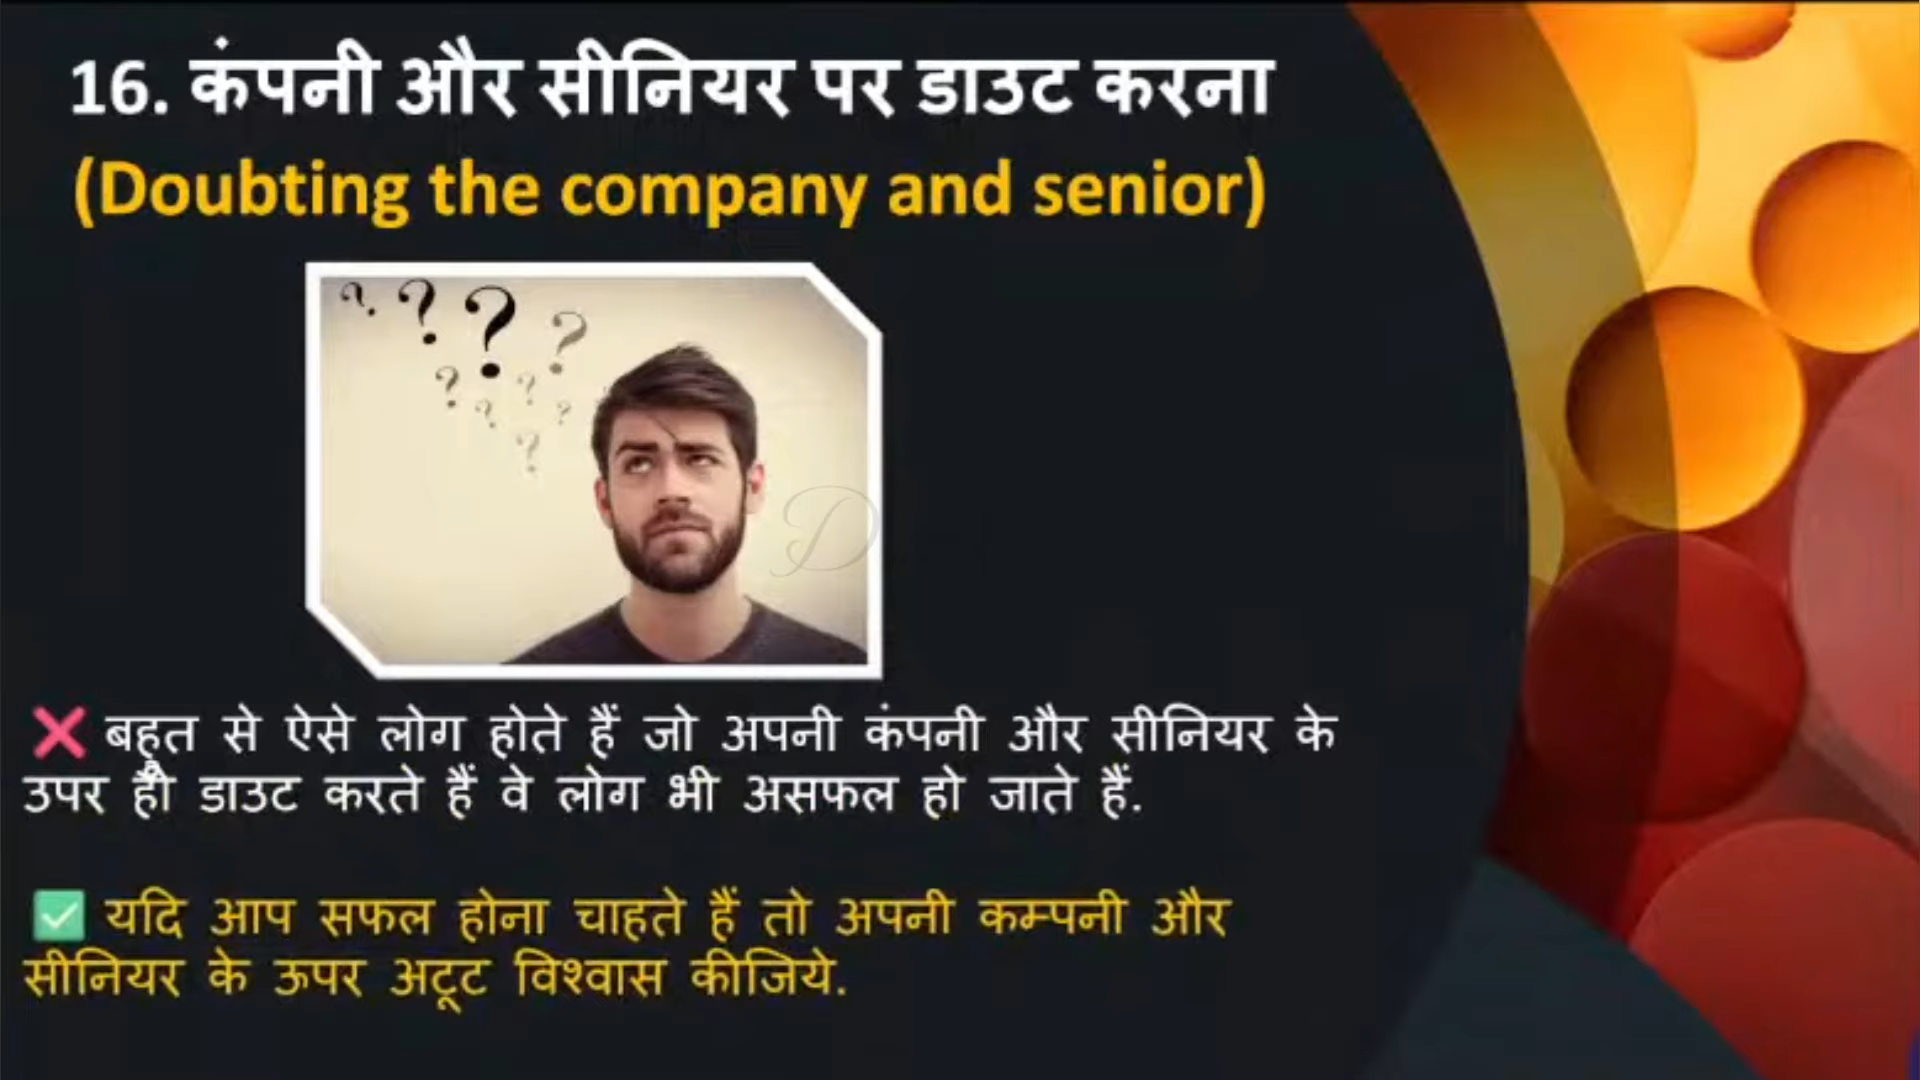 16. कंपनी और सीनियर पर डाउट करना
(Doubting the company and senior)
? ? ? ?
? ? ? ?
?
D
❌ बहुत से ऐसे लोग होते हैं जो अपनी कंपनी और सीनियर के
उपर ही डाउट करते हैं वे लोग भी असफल हो जाते हैं.
✅ यदि आप सफल होना चाहते हैं तो अपनी कम्पनी और
सीनियर के ऊपर अटूट विश्वास कीजिये.